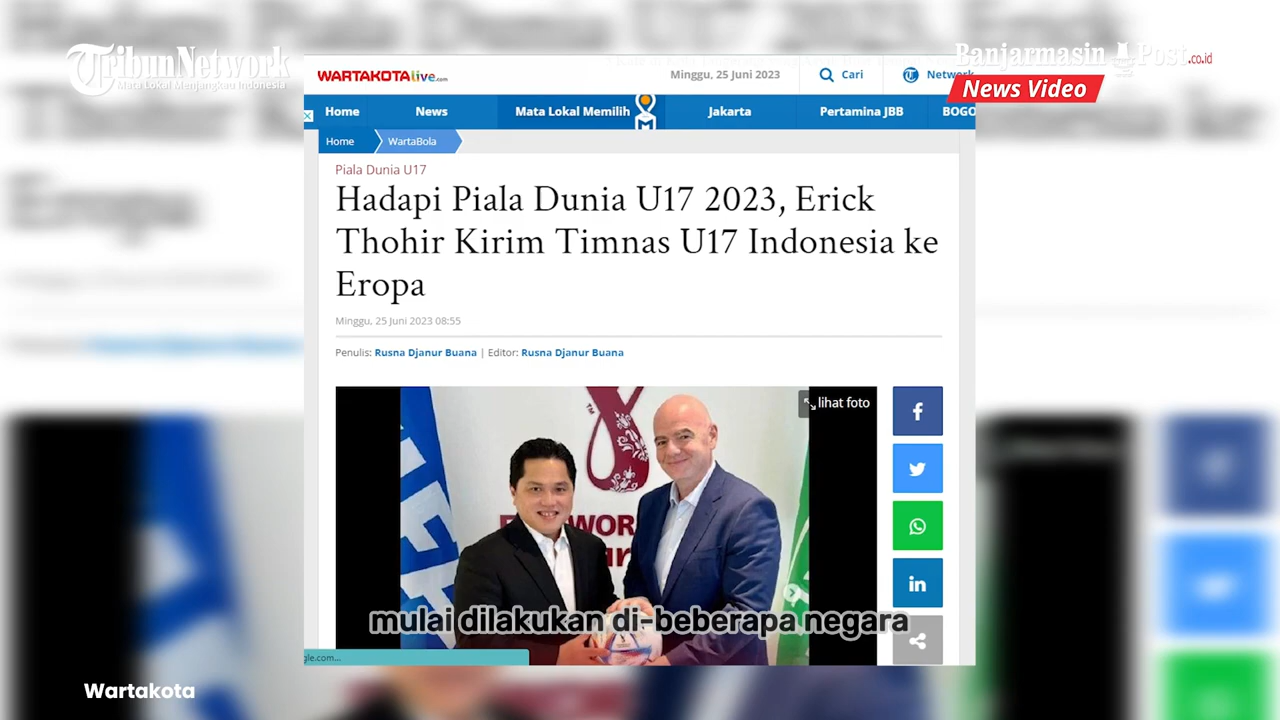 TribunNetwork
Mata Lokal Menjangkau Indonesia
Banjarmasin Post.co.id
News Video
WARTAKOTAlive.com
Minggu, 25 Juni 2023
Cari
Network
Home
News
Mata Lokal Memilih
Jakarta
Pertamina JBB
BOGO
Home
WartaBola
Piala Dunia U17
Hadapi Piala Dunia U17 2023, Erick
Thohir Kirim Timnas U17 Indonesia ke
Eropa
Minggu, 25 Juni 2023 08:55
Penulis: Rusna Djanur Buana | Editor: Rusna Djanur Buana
lihat foto
mulai dilakukan di-beberapa negara
gle.com...
Wartakota